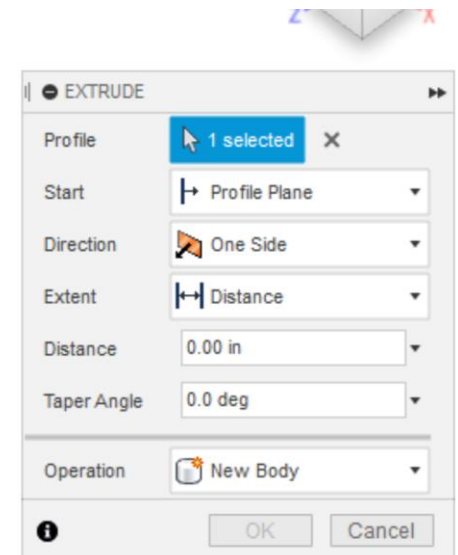 Z X
EXTRUDE
Profile 1 selected
Start Profile Plane
Direction One Side
Extent Distance
Distance 0.00 in
Taper Angle 0.0 deg
Operation New Body
OK Cancel